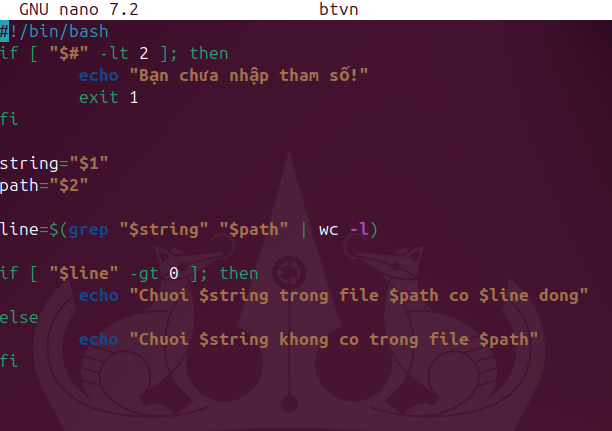 GNU nano 7.2 btvn
#!/bin/bash
if [ "$#" -lt 2 ]; then
echo "Bạn chưa nhập tham số!"
exit 1
fi
string="$1"
path="$2"
line=$(grep "$string" "$path" | wc -l)
if [ "$line" -gt 0 ]; then
echo "Chuoi $string trong file $path co $line dong"
else
echo "Chuoi $string khong co trong file $path"
fi